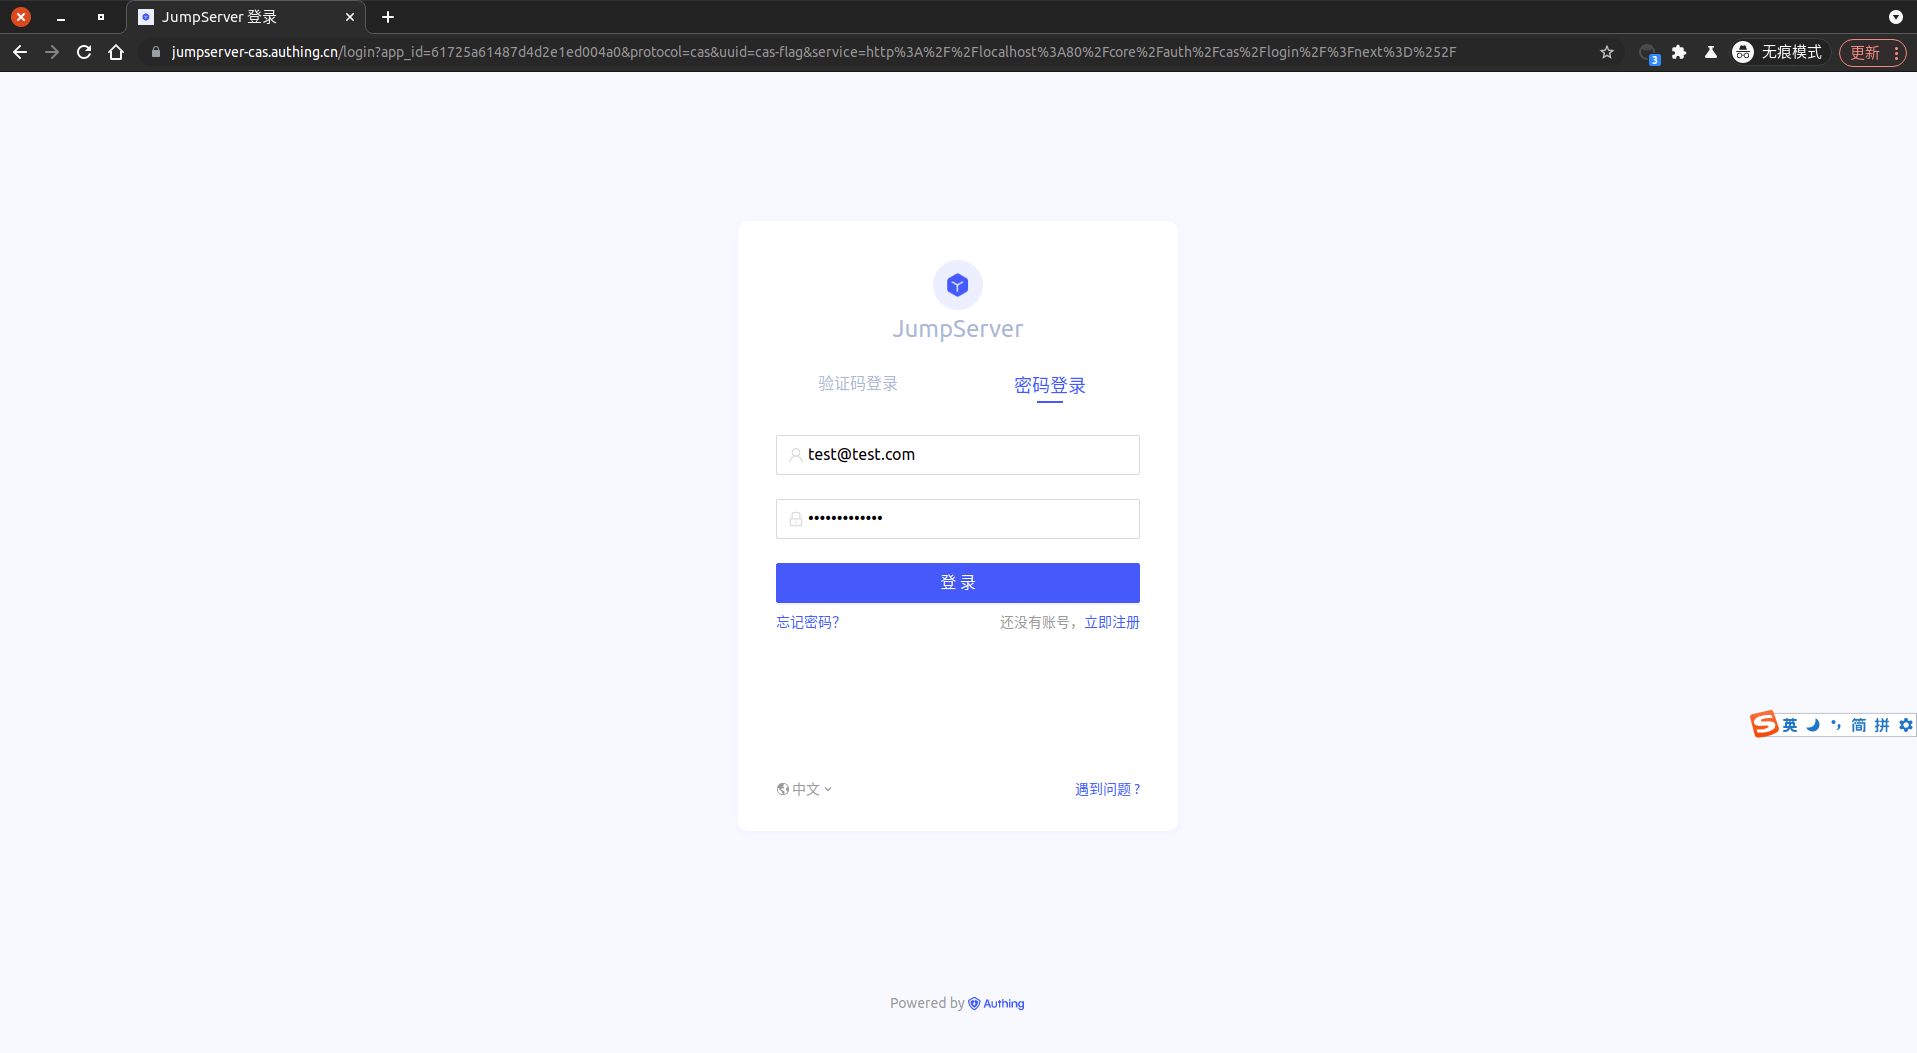 JumpServer 登录
jumpserver-cas.authing.cn/login?app_id=61725a61487d4d2e1ed004a0&protocol=cas&uuid=cas-flag&service=http%3A%2F%2Flocalhost%3A80%2Fcore%2Fauth%2Fcas%2Flogin%2F%3Fnext%3D%252F
3
无痕模式
更新
JumpServer
验证码登录
密码登录
test@test.com
•••••••••••••
登 录
忘记密码?
还没有账号，立即注册
英 简 拼
中文
遇到问题 ?
Powered by Authing